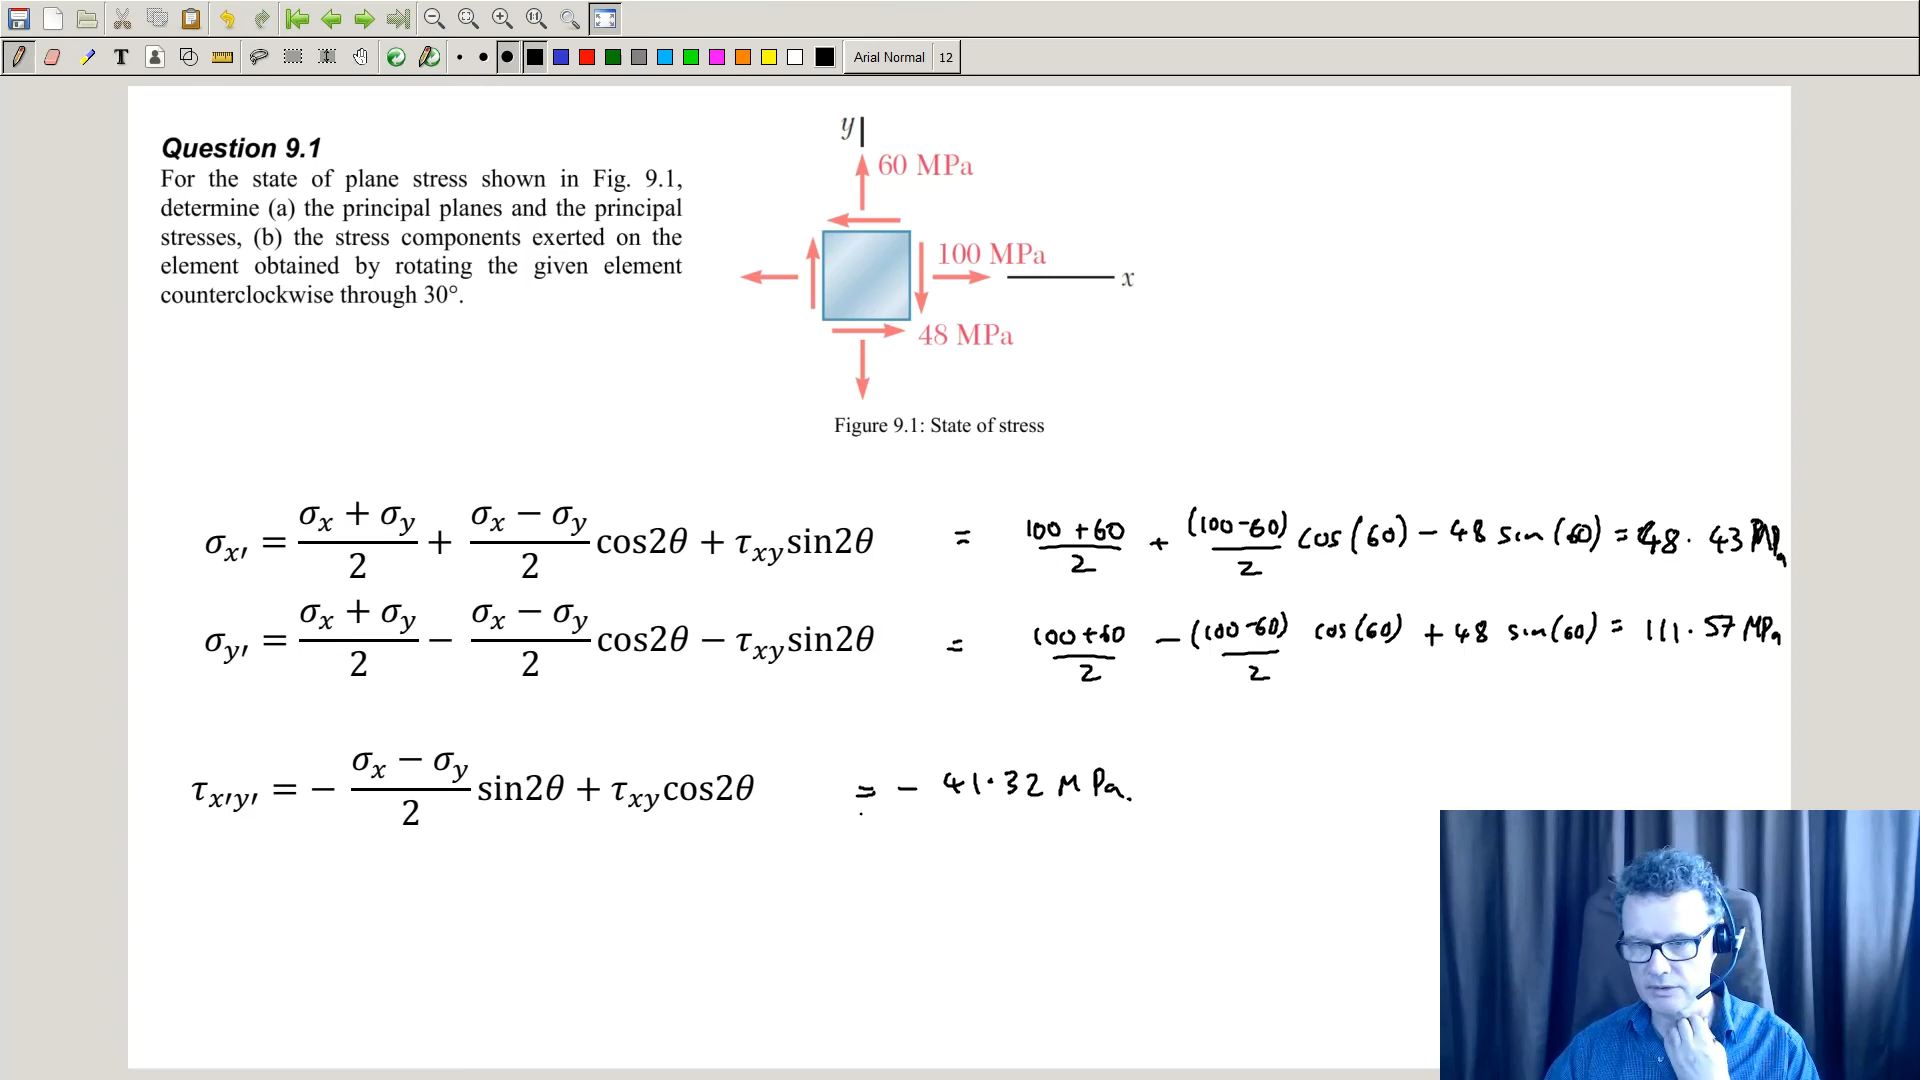 Arial Normal 12
Question 9.1
For the state of plane stress shown in Fig. 9.1,
determine (a) the principal planes and the principal
stresses, (b) the stress components exerted on the
element obtained by rotating the given element
counterclockwise through 30°.
y
60 MPa
100 MPa
x
48 MPa
Figure 9.1: State of stress
σx′ = (σx + σy)/2 + (σx − σy)/2 cos2θ + τxy sin2θ = (100 + 60)/2 + (100-60)/2 cos(60) − 48 sin(60) = 48.43 MPa
σy′ = (σx + σy)/2 − (σx − σy)/2 cos2θ − τxy sin2θ = (100+60)/2 − (100-60)/2 cos(60) + 48 sin(60) = 111.57 MPa
τx′y′ = − (σx − σy)/2 sin2θ + τxy cos2θ = − 41.32 MPa.